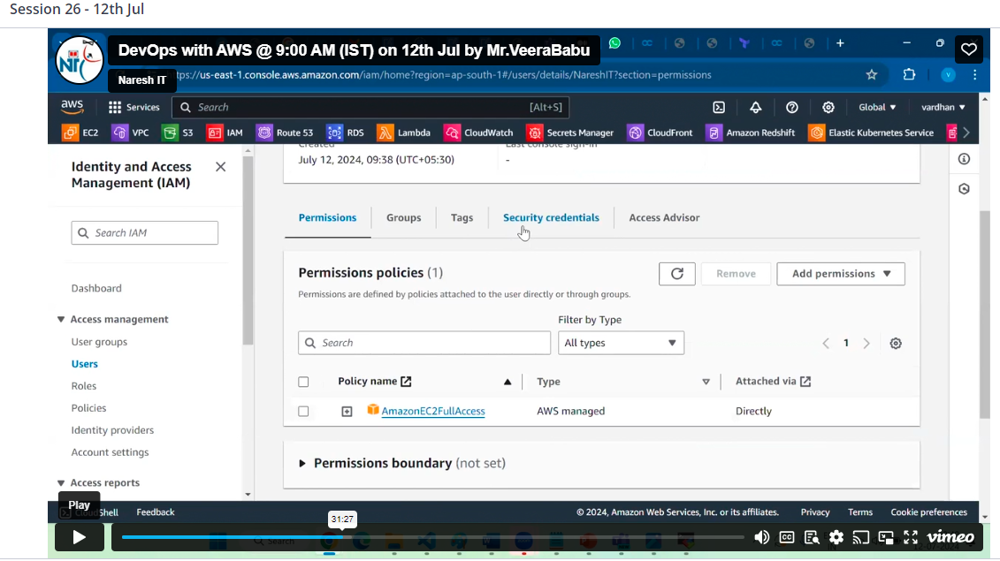 Session 26 - 12th Jul
DevOps with AWS @ 9:00 AM (IST) on 12th Jul by Mr.VeeraBabu
Naresh IT
tps://us-east-1.console.aws.amazon.com/iam/home?region=ap-south-1#/users/details/NareshIT?section=permissions
aws Services Search [Alt+S] Global vardhan
EC2 VPC S3 IAM Route 53 RDS Lambda CloudWatch Secrets Manager CloudFront Amazon Redshift Elastic Kubernetes Service
Identity and Access
Management (IAM)
Search IAM
Dashboard
Access management
User groups
Users
Roles
Policies
Identity providers
Account settings
Access reports
Created Last console sign-in
July 12, 2024, 09:38 (UTC+05:30) -
Permissions Groups Tags Security credentials Access Advisor
Permissions policies (1) Remove Add permissions
Permissions are defined by policies attached to the user directly or through groups.
Filter by Type
Search All types 1
Policy name Type Attached via
AmazonEC2FullAccess AWS managed Directly
Permissions boundary (not set)
Play
CloudShell Feedback © 2024, Amazon Web Services, Inc. or its affiliates. Privacy Terms Cookie preferences
31:27
CC vimeo